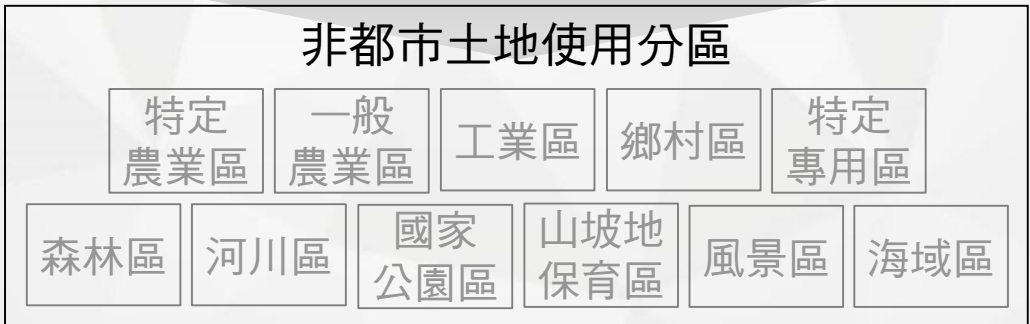 非都市土地使用分區
特定
農業區
一般
農業區
工業區
鄉村區
特定
專用區
森林區
河川區
國家
公園區
山坡地
保育區
風景區
海域區